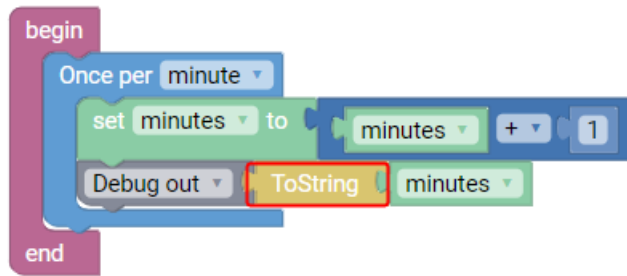 begin
Once per minute
set minutes to minutes + 1
Debug out ToString minutes
end